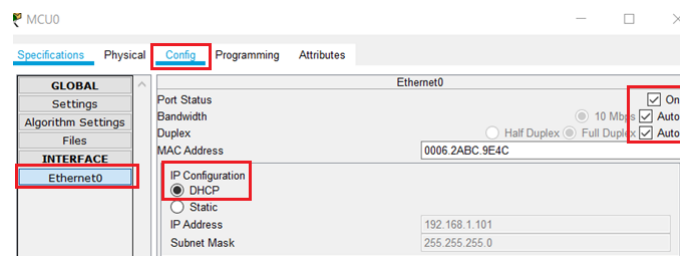 MCU0
Specifications Physical Config Programming Attributes
GLOBAL
Settings
Algorithm Settings
Files
INTERFACE
Ethernet0
Ethernet0
Port Status On
Bandwidth 10 Mbps Auto
Duplex Half Duplex Full Duplex Auto
MAC Address 0006.2ABC.9E4C
IP Configuration
DHCP
Static
IP Address 192.168.1.101
Subnet Mask 255.255.255.0